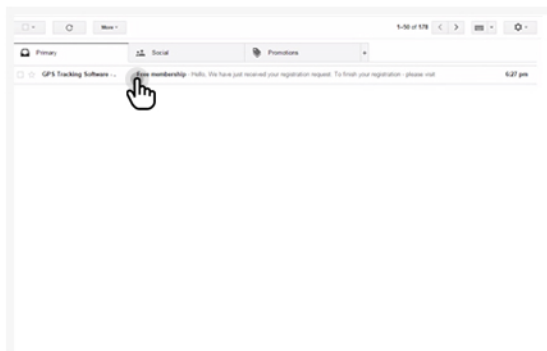 More
1–50 of 178
Primary
Social
Promotions
GPS Tracking Software ... Free membership - Hello, We have just received your registration request. To finish your registration - please visit 5:27 pm